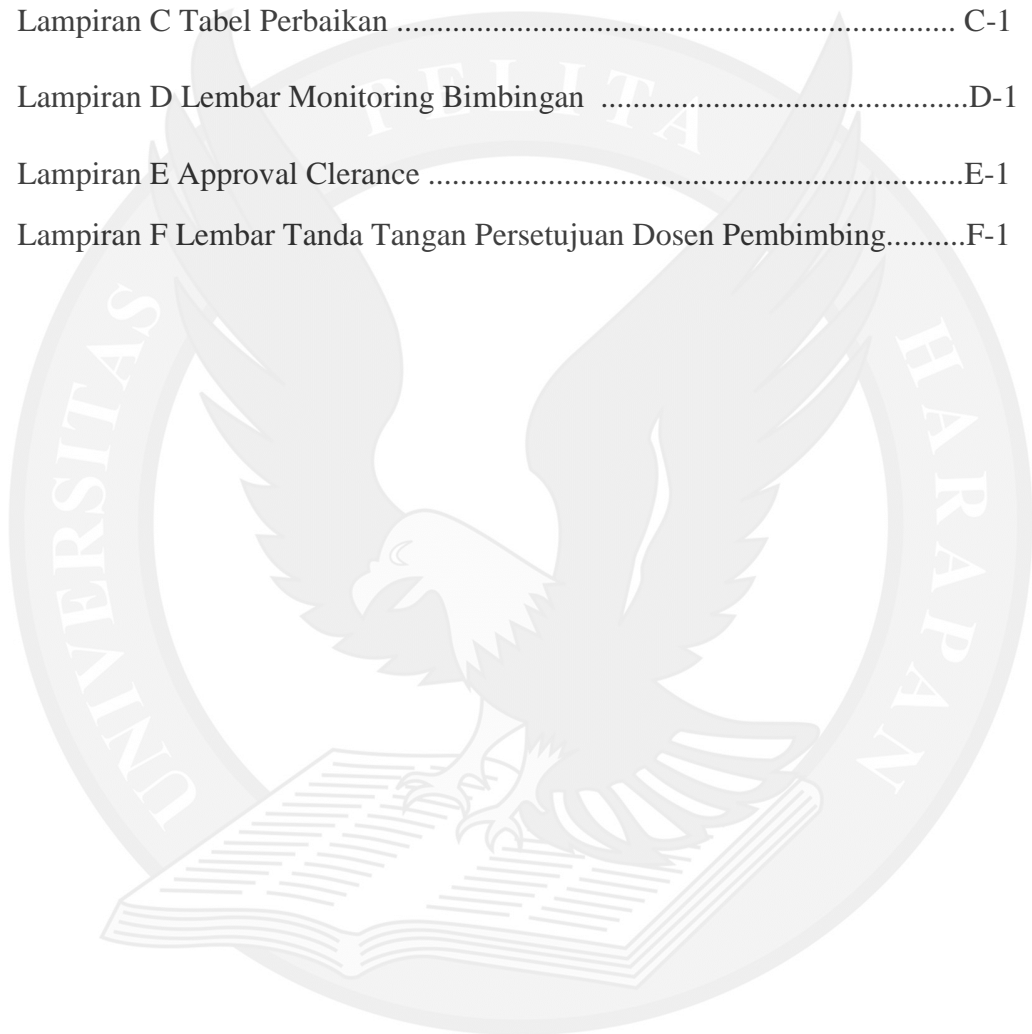 Lampiran C Tabel Perbaikan ...................................................................... C-1
Lampiran D Lembar Monitoring Bimbingan ..............................................D-1
Lampiran E Approval Clerance ...................................................................E-1
Lampiran F Lembar Tanda Tangan Persetujuan Dosen Pembimbing..........F-1
UNIVERSITAS PELITA HARAPAN